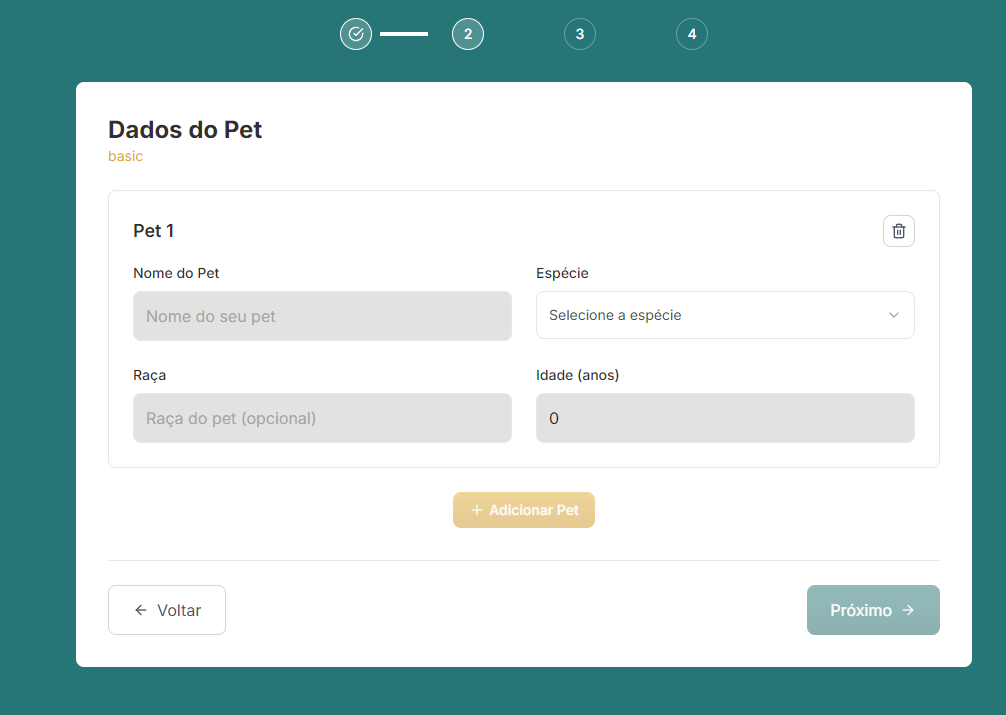 2
3
4
Dados do Pet
basic
Pet 1
Nome do Pet
Espécie
Nome do seu pet
Selecione a espécie
Raça
Idade (anos)
Raça do pet (opcional)
0
+ Adicionar Pet
← Voltar
Próximo →